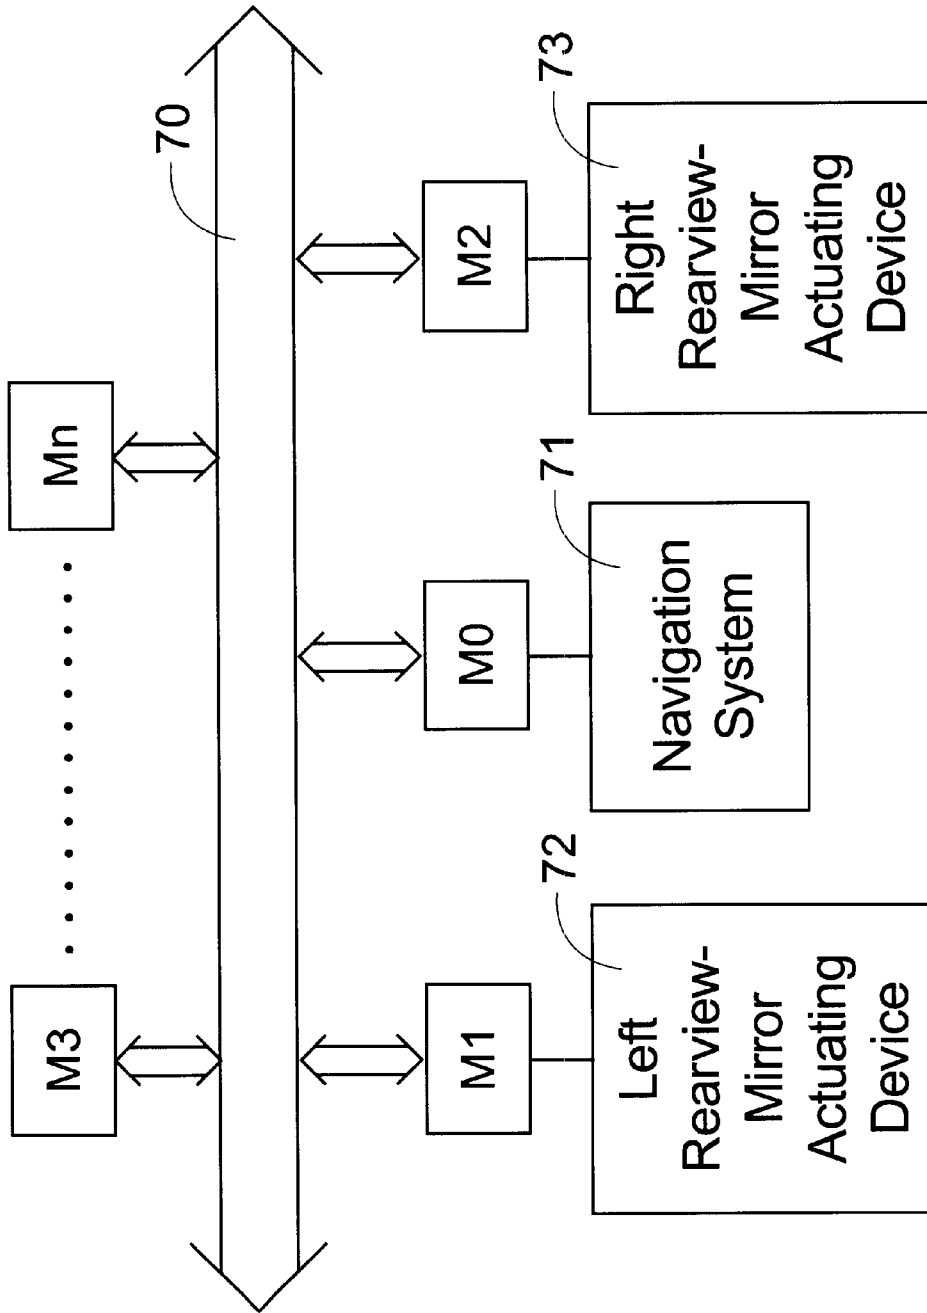 M3
Mn
70
M1
M0
M2
72
Left
Rearview-
Mirror
Actuating
Device
71
Navigation
System
73
Right
Rearview-
Mirror
Actuating
Device